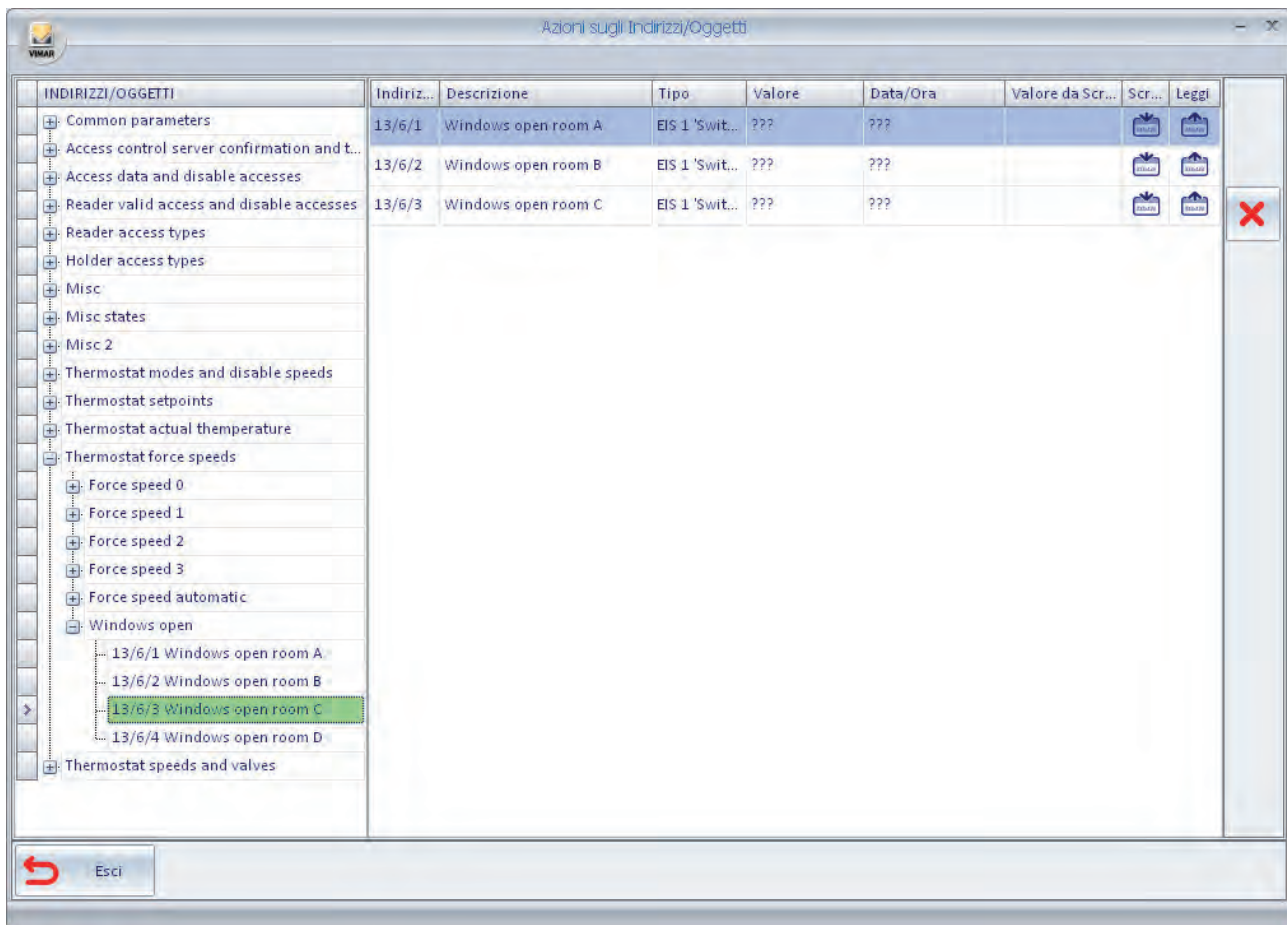 Azioni sugli Indirizzi/Oggetti
VIMAR
INDIRIZZI/OGGETTI
Common parameters
Access control server confirmation and t...
Access data and disable accesses
Reader valid access and disable accesses
Reader access types
Holder access types
Misc
Misc states
Misc 2
Thermostat modes and disable speeds
Thermostat setpoints
Thermostat actual themperature
Thermostat force speeds
Force speed 0
Force speed 1
Force speed 2
Force speed 3
Force speed automatic
Windows open
13/6/1 Windows open room A
13/6/2 Windows open room B
13/6/3 Windows open room C
13/6/4 Windows open room D
Thermostat speeds and valves
Indiriz... Descrizione Tipo Valore Data/Ora Valore da Scr... Scr... Leggi
13/6/1 Windows open room A EIS 1 'Swit... ??? ???
13/6/2 Windows open room B EIS 1 'Swit... ??? ???
13/6/3 Windows open room C EIS 1 'Swit... ??? ???
Esci